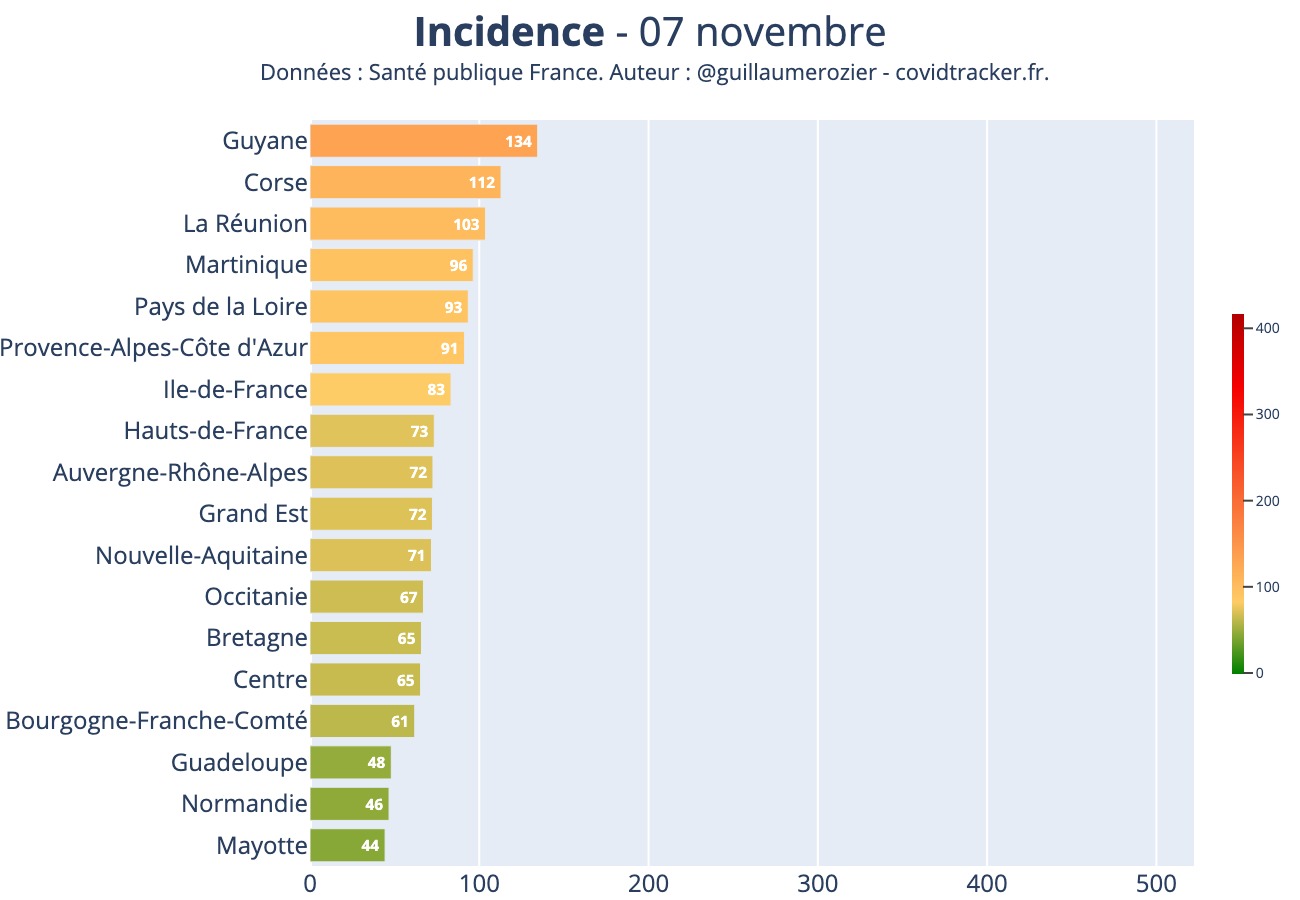 Incidence - 07 novembre
Données : Santé publique France. Auteur : @guillaumerozier - covidtracker.fr.
Guyane 134
Corse 112
La Réunion 103
Martinique 96
Pays de la Loire 93
Provence-Alpes-Côte d'Azur 91
Ile-de-France 83
Hauts-de-France 73
Auvergne-Rhône-Alpes 72
Grand Est 72
Nouvelle-Aquitaine 71
Occitanie 67
Bretagne 65
Centre 65
Bourgogne-Franche-Comté 61
Guadeloupe 48
Normandie 46
Mayotte 44
0 100 200 300 400 500
400
300
200
100
0